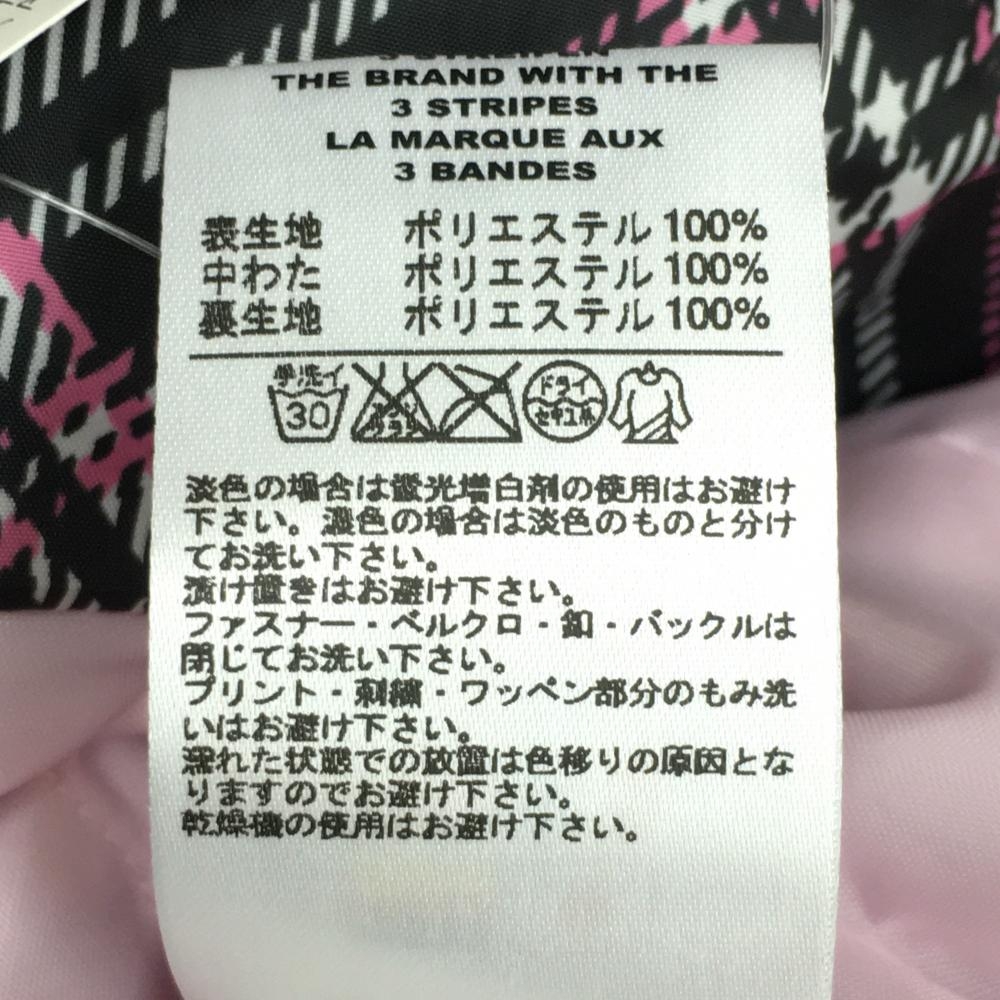 THE BRAND WITH THE
3 STRIPES
LA MARQUE AUX
3 BANDES
表生地 ポリエステル 100%
中わた ポリエステル 100%
裏生地 ポリエステル 100%
手洗イ
30
ドライ
セキユ系
淡色の場合は蛍光増白剤の使用はお避け
下さい。濃色の場合は淡色のものと分け
てお洗い下さい。
漬け置きはお避け下さい。
ファスナー・ベルクロ・釦・バックルは
閉じてお洗い下さい。
プリント・刺繍・ワッペン部分のもみ洗
いはお避け下さい。
濡れた状態での放置は色移りの原因とな
りますのでお避け下さい。
乾燥機の使用はお避け下さい。